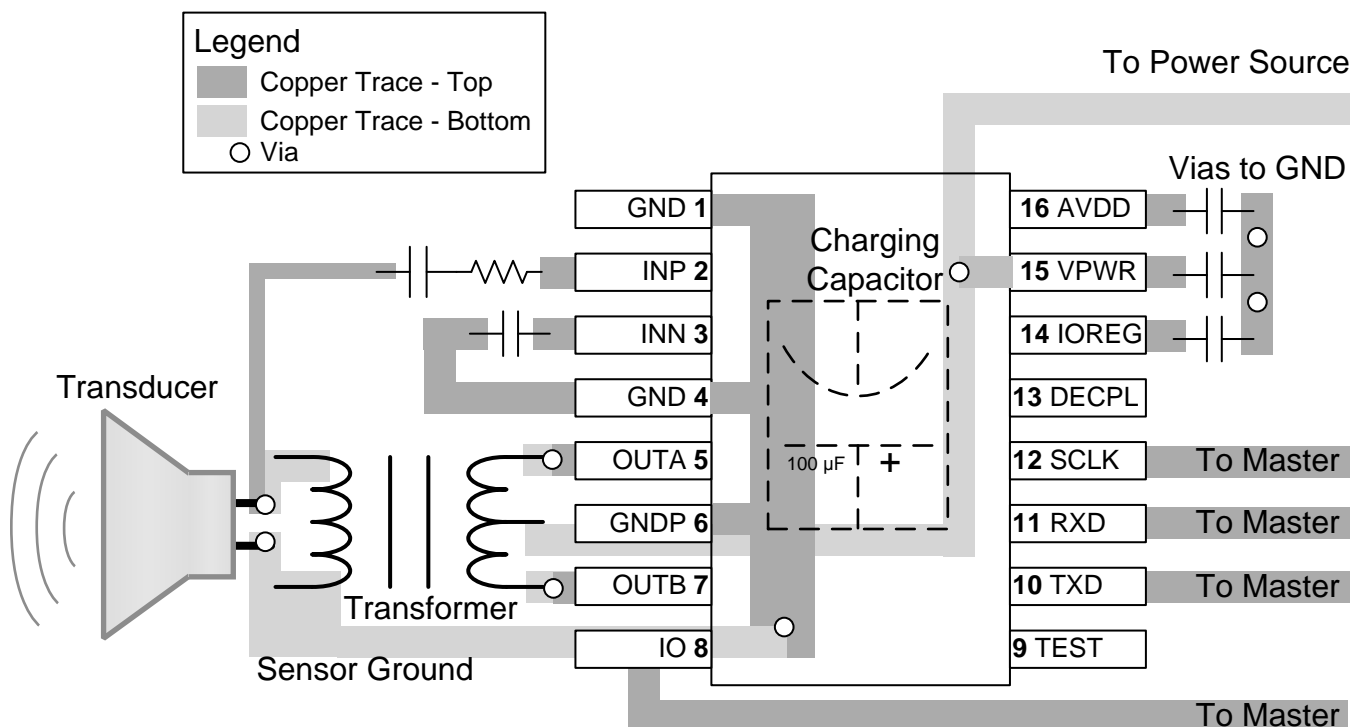 Legend
Copper Trace - Top
Copper Trace - Bottom
Via
To Power Source
Vias to GND
GND 1
16 AVDD
Charging
Capacitor
INP 2
15 VPWR
INN 3
14 IOREG
Transducer
GND 4
13 DECPL
OUTA 5
100 µF
+
12 SCLK
To Master
GNDP 6
11 RXD
To Master
OUTB 7
10 TXD
To Master
Transformer
IO 8
9 TEST
Sensor Ground
To Master